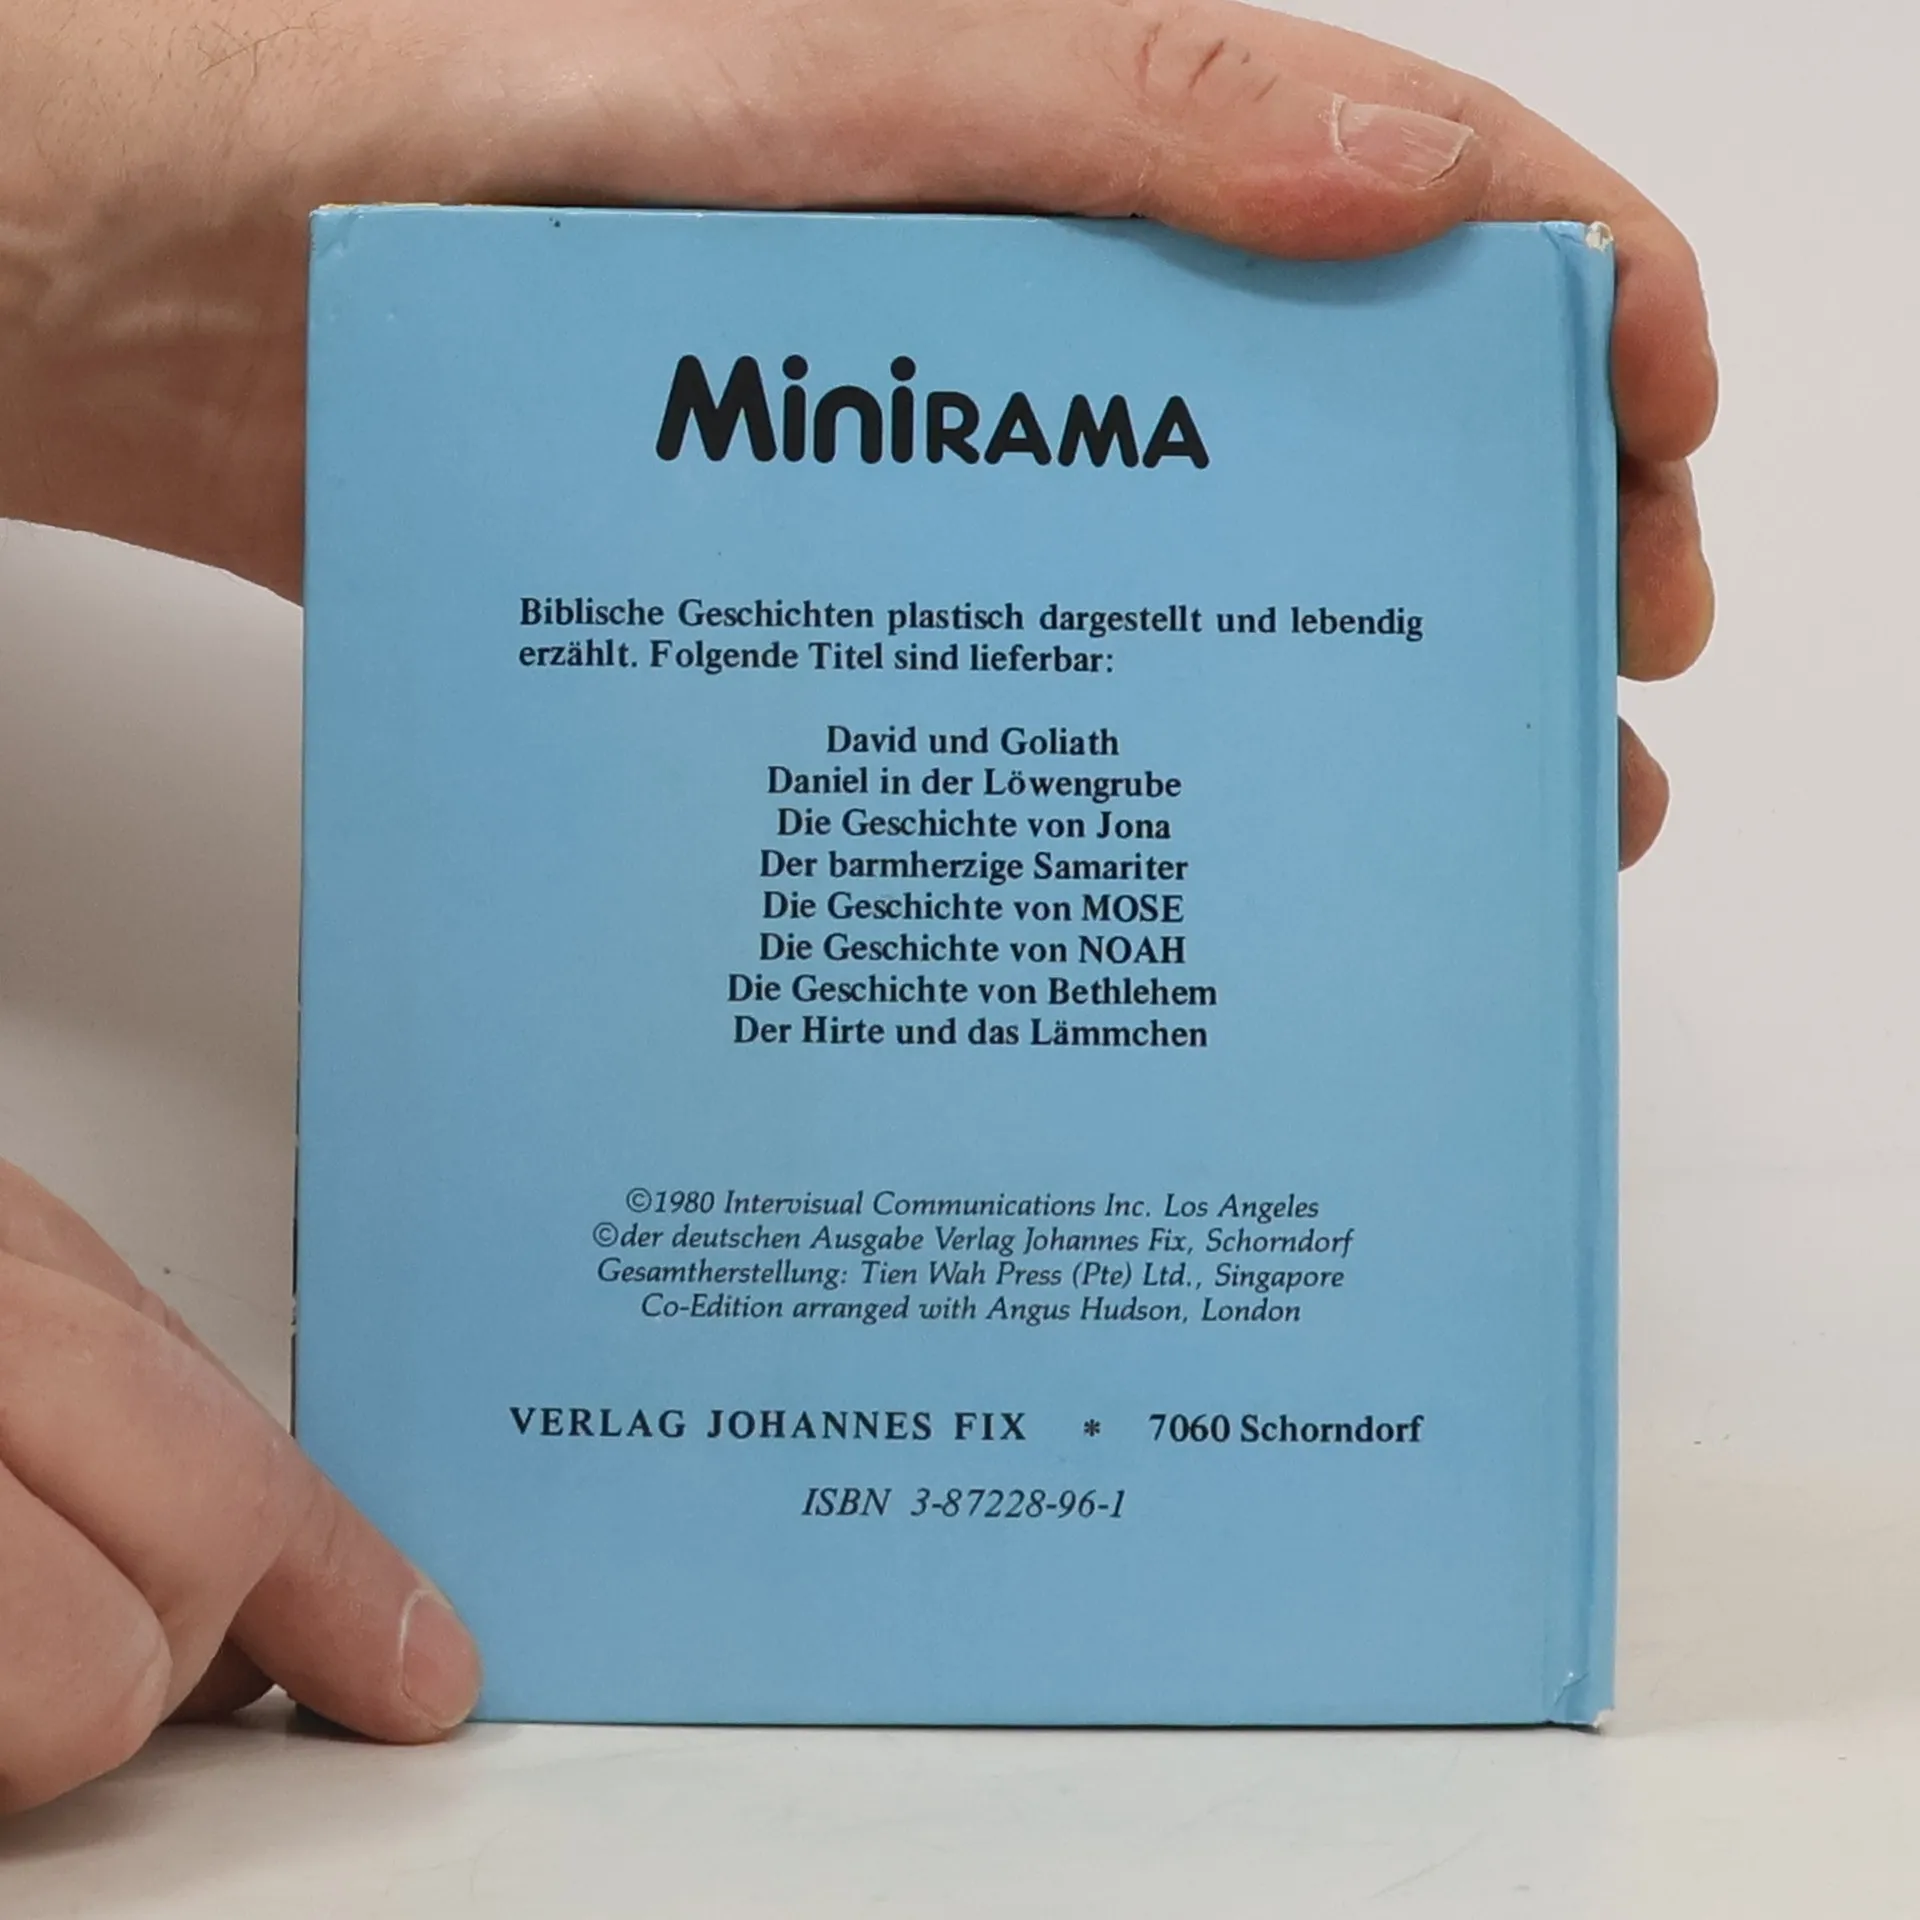 MiniRAMA
Biblische Geschichten plastisch dargestellt und lebendig
erzählt. Folgende Titel sind lieferbar:
David und Goliath
Daniel in der Löwengrube
Die Geschichte von Jona
Der barmherzige Samariter
Die Geschichte von MOSE
Die Geschichte von NOAH
Die Geschichte von Bethlehem
Der Hirte und das Lämmchen
©1980 Intervisual Communications Inc. Los Angeles
©der deutschen Ausgabe Verlag Johannes Fix, Schorndorf
Gesamtherstellung: Tien Wah Press (Pte) Ltd., Singapore
Co-Edition arranged with Angus Hudson, London
VERLAG JOHANNES FIX * 7060 Schorndorf
ISBN 3-87228-96-1